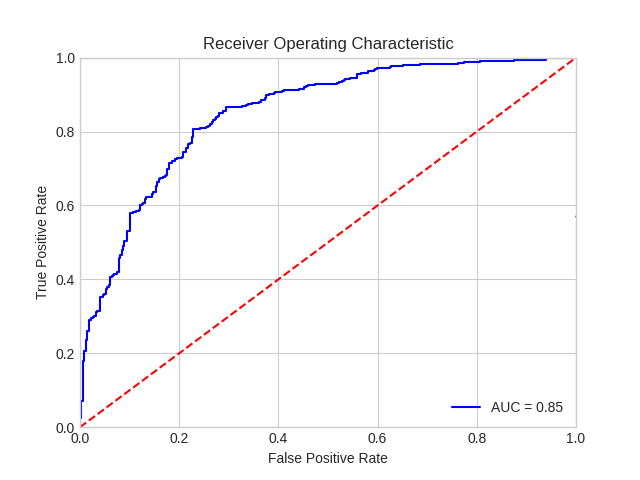 Receiver Operating Characteristic
1.0
0.8
0.6
0.4
0.2
0.0
True Positive Rate
AUC = 0.85
0.0 0.2 0.4 0.6 0.8 1.0
False Positive Rate